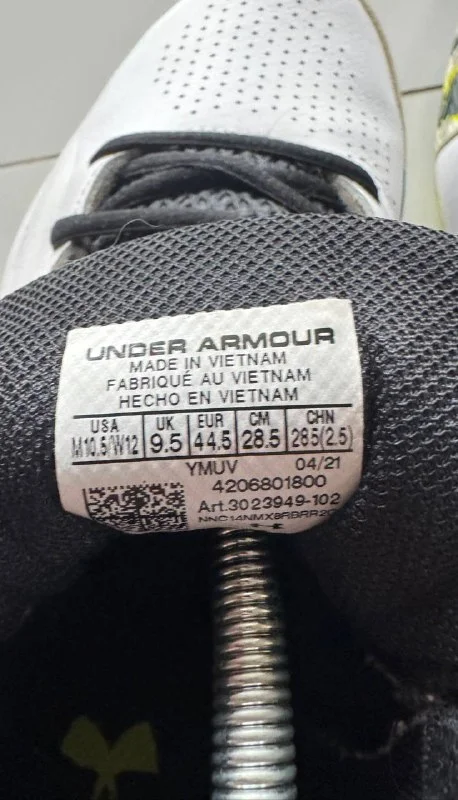 UNDER ARMOUR
MADE IN VIETNAM
FABRIQUÉ AU VIETNAM
HECHO EN VIETNAM
USA UK EUR CM CHN
M10.5/W12 9.5 44.5 28.5 285(2.5)
YMUV 04/21
4206801800
Art.3023949-102